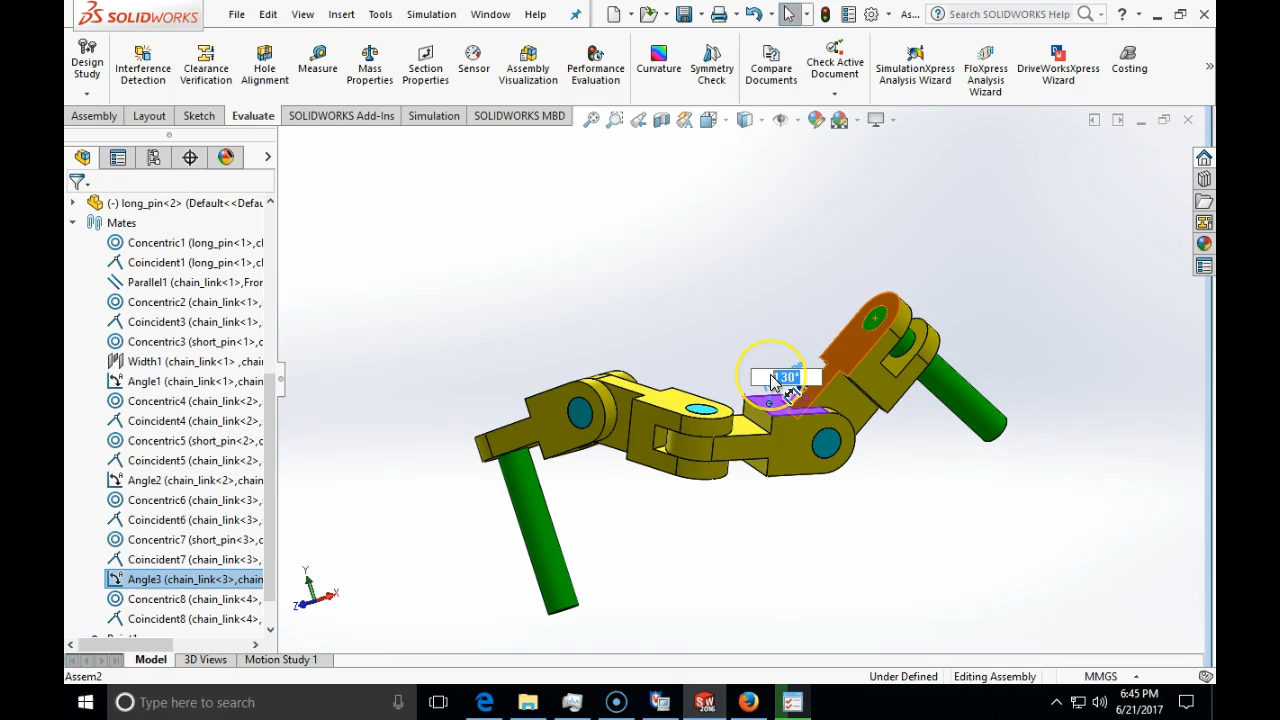 SOLIDWORKS File Edit View Insert Tools Simulation Window Help As... Search SOLIDWORKS Help ?
Design Study
Interference Detection
Clearance Verification
Hole Alignment
Measure
Mass Properties
Section Properties
Sensor
Assembly Visualization
Performance Evaluation
Curvature
Symmetry Check
Compare Documents
Check Active Document
SimulationXpress Analysis Wizard
FloXpress Analysis Wizard
DriveWorksXpress Wizard
Costing
Assembly Layout Sketch Evaluate SOLIDWORKS Add-Ins Simulation SOLIDWORKS MBD
(-) long_pin<2> (Default<<Defau
Mates
Concentric1 (long_pin<1>,cl
Coincident1 (long_pin<1>,cl
Parallel1 (chain_link<1>,Fron
Concentric2 (chain_link<1>,
Coincident3 (chain_link<1>,
Concentric3 (short_pin<1>,c
Width1 (chain_link<1> ,chain
Angle1 (chain_link<1>,chain
Concentric4 (chain_link<2>,
Coincident4 (chain_link<2>,
Concentric5 (short_pin<2>,c
Coincident5 (chain_link<2>,
Angle2 (chain_link<2>,chain
Concentric6 (chain_link<3>,
Coincident6 (chain_link<3>,
Concentric7 (short_pin<3>,c
Coincident7 (chain_link<3>,
Angle3 (chain_link<3>,chain
Concentric8 (chain_link<4>,
Coincident8 (chain_link<4>,
Y
Z
X
Model 3D Views Motion Study 1
Assem2 Under Defined Editing Assembly MMGS
Type here to search
SW 2016
6:45 PM
6/21/2017